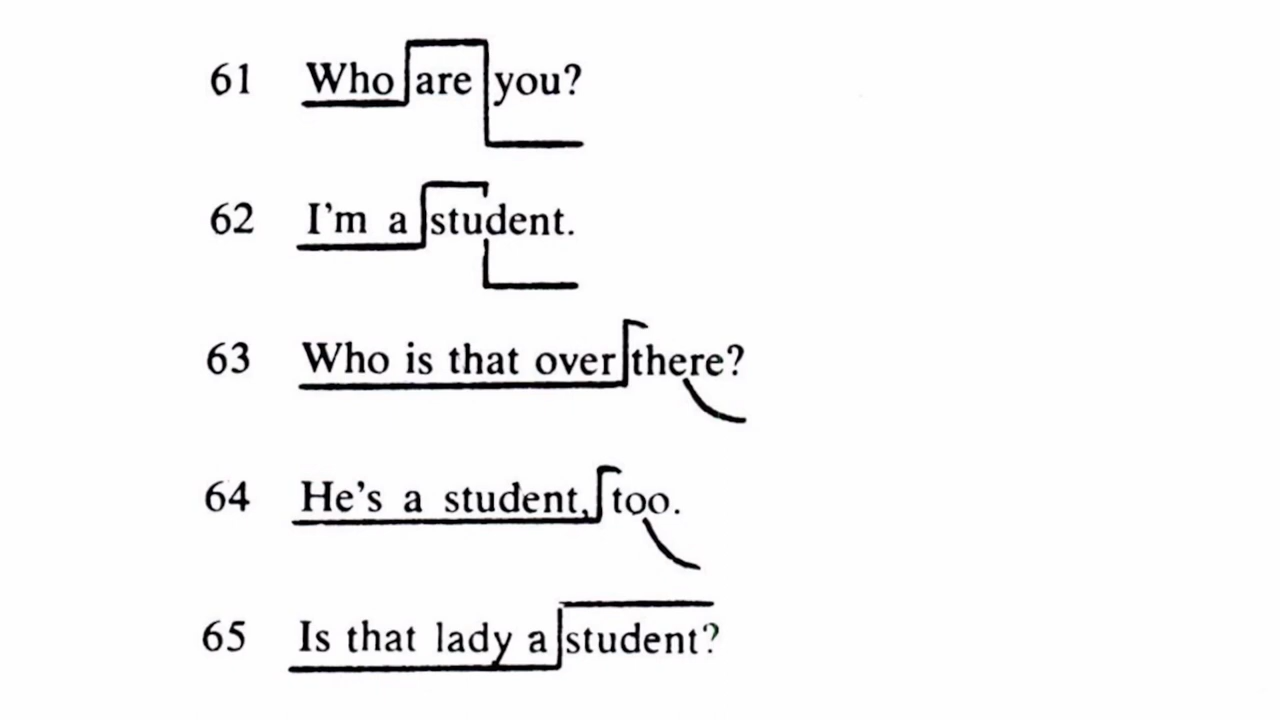 61 Who are you?
62 I'm a student.
63 Who is that over there?
64 He's a student, too.
65 Is that lady a student?